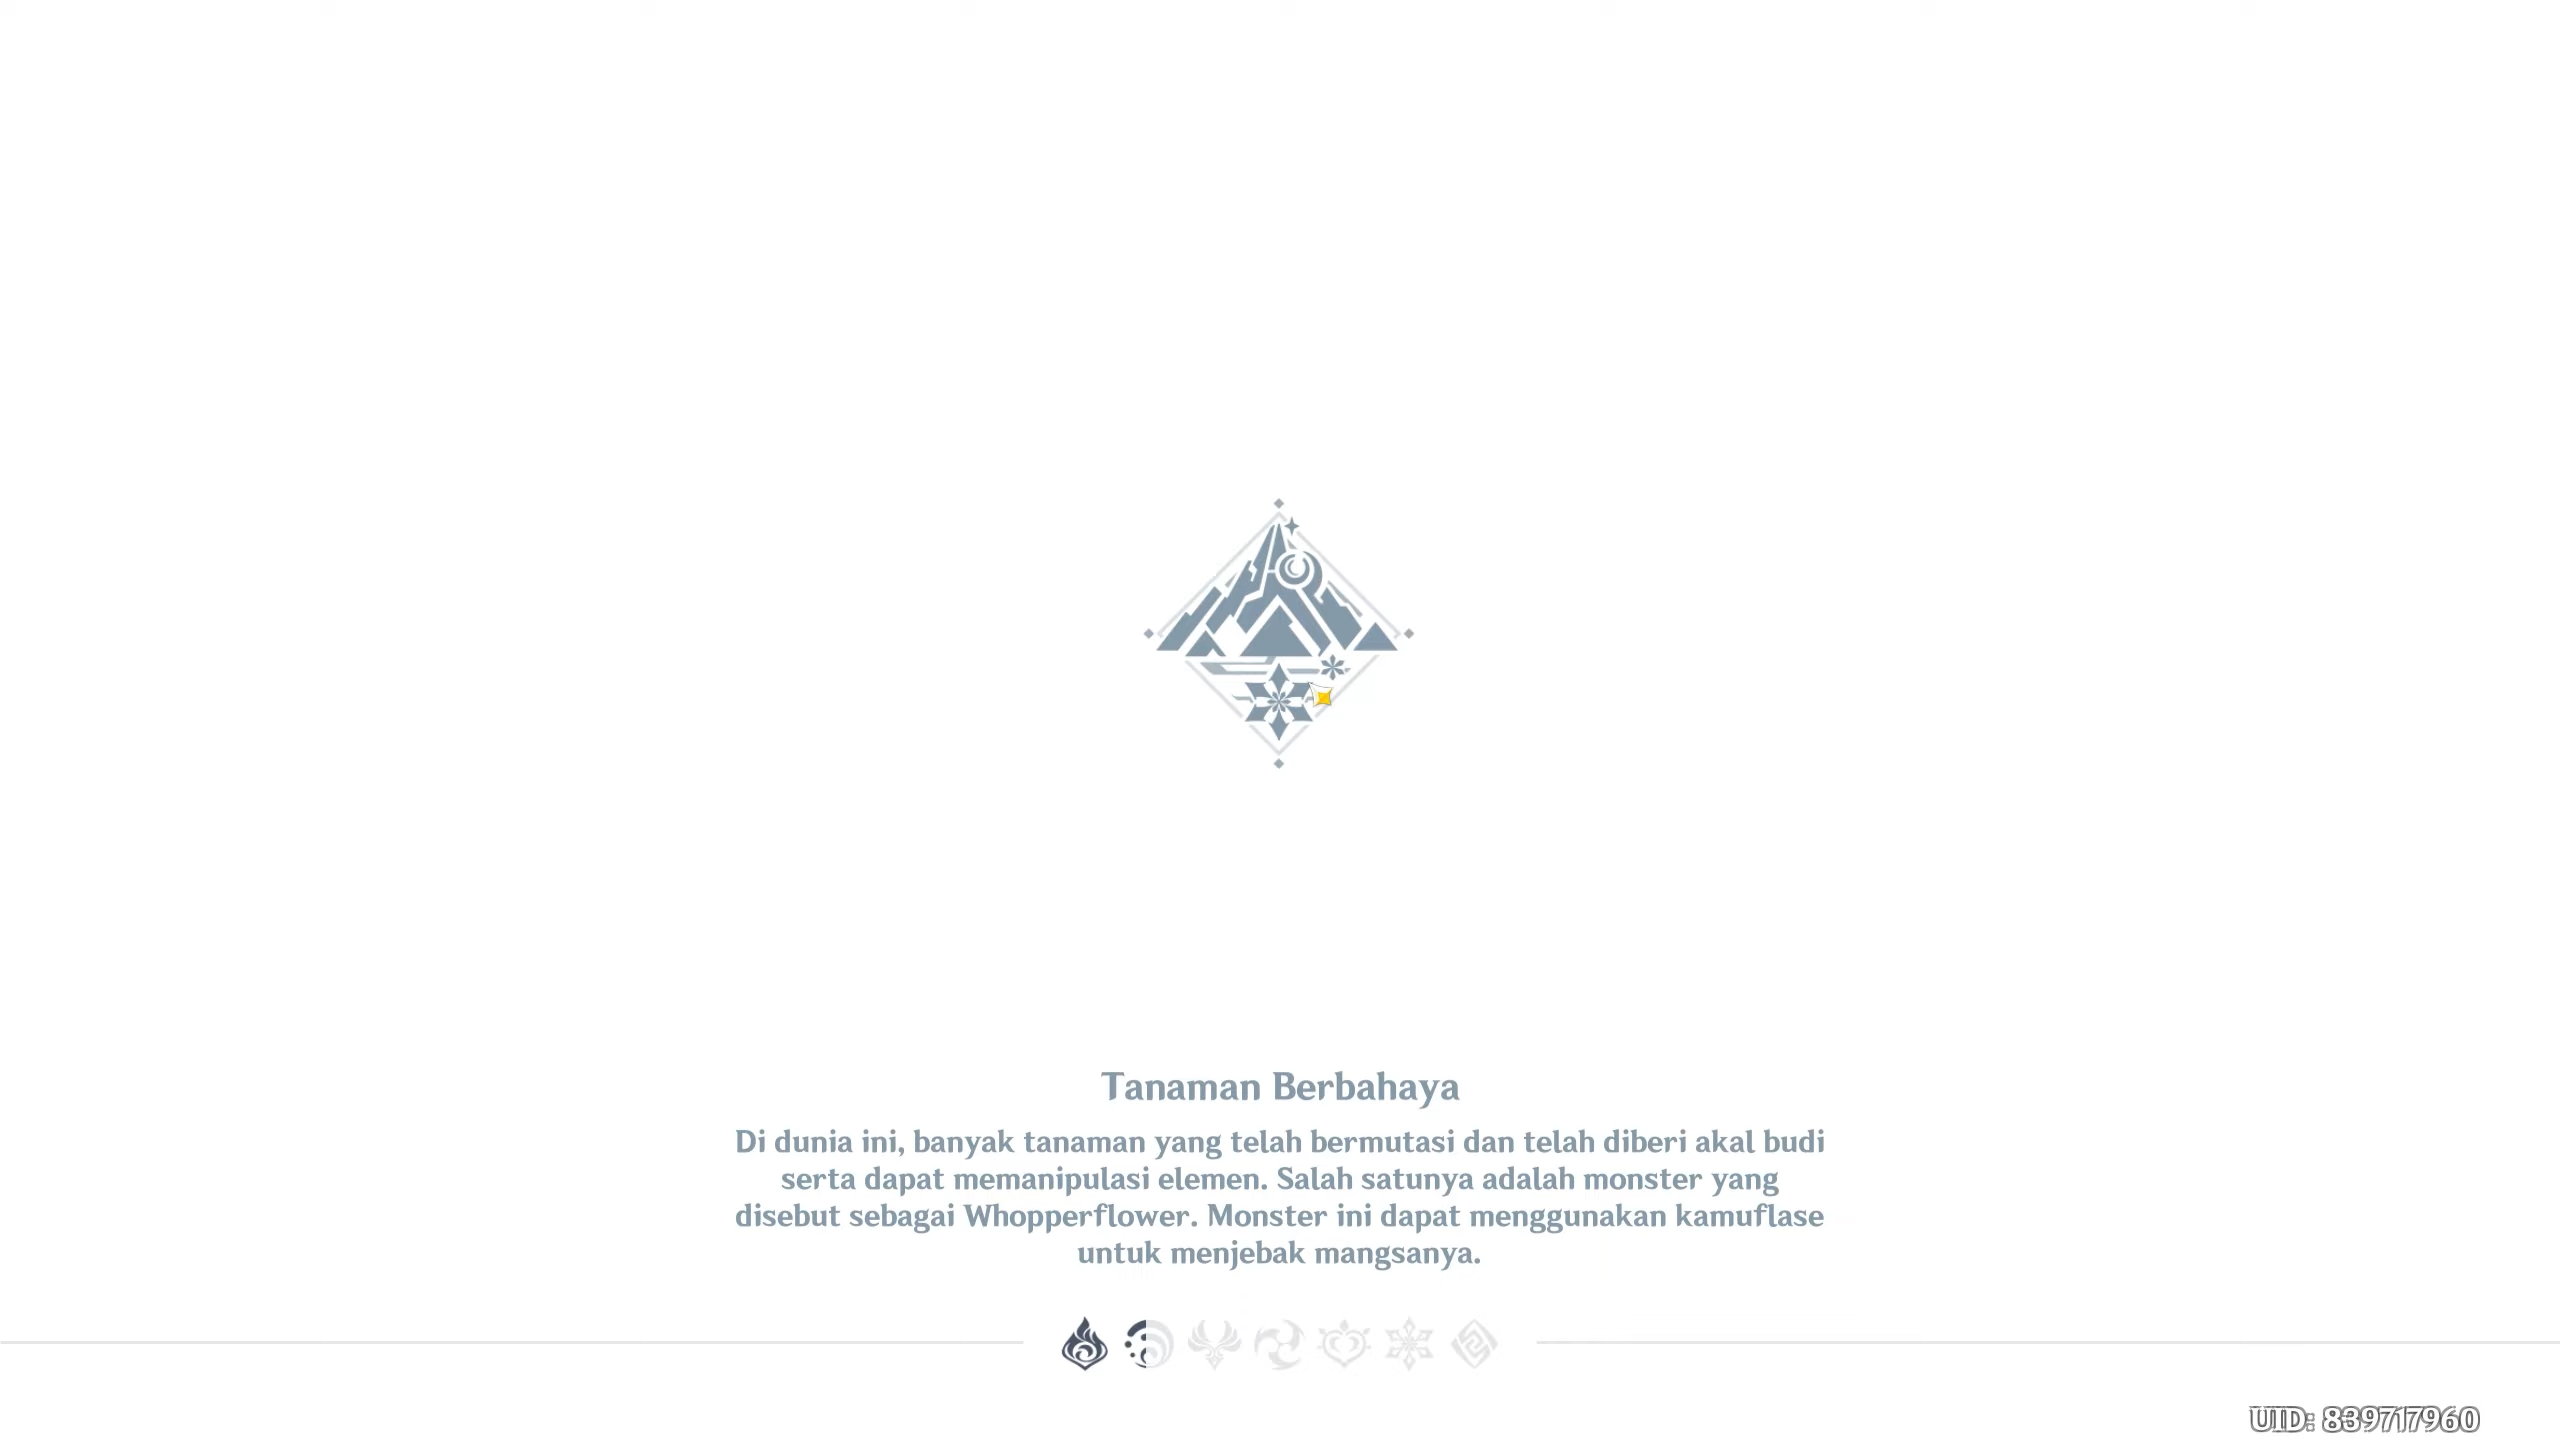 Tanaman Berbahaya
Di dunia ini, banyak tanaman yang telah bermutasi dan telah diberi akal budi
serta dapat memanipulasi elemen. Salah satunya adalah monster yang
disebut sebagai Whopperflower. Monster ini dapat menggunakan kamuflase
untuk menjebak mangsanya.
UID: 839717960